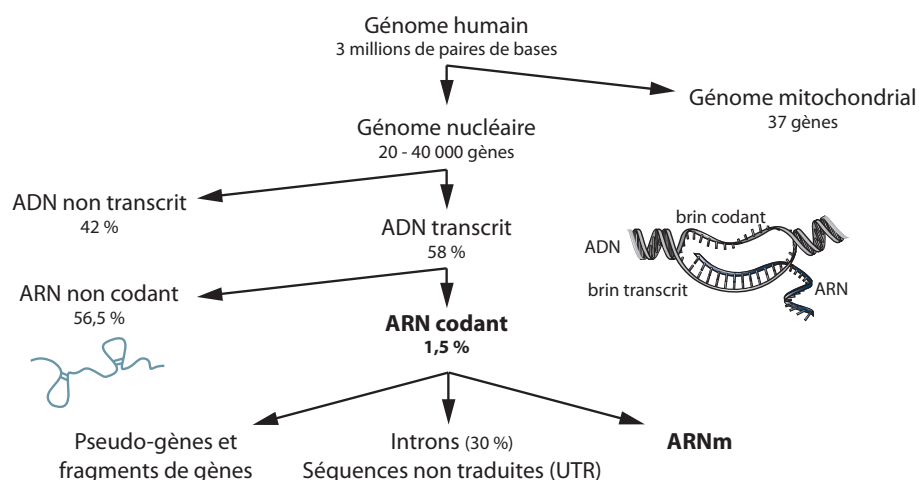 Génome humain
3 millions de paires de bases
Génome mitochondrial
37 gènes
Génome nucléaire
20 - 40 000 gènes
ADN non transcrit
42 %
ADN transcrit
58 %
brin codant
ADN
brin transcrit
ARN
ARN non codant
56,5 %
ARN codant
1,5 %
Pseudo-gènes et
fragments de gènes
Introns (30 %)
Séquences non traduites (UTR)
ARNm